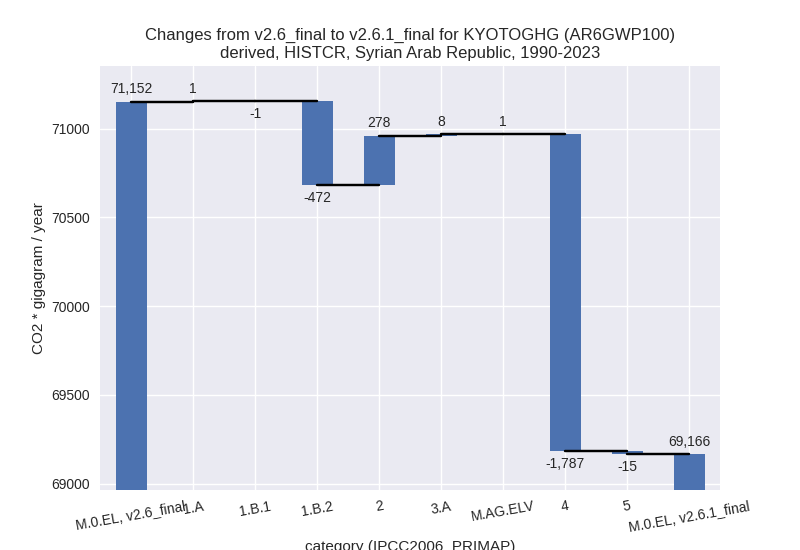 Changes from v2.6_final to v2.6.1_final for KYOTOGHG (AR6GWP100)
derived, HISTCR, Syrian Arab Republic, 1990-2023
71,152
1
-1
-472
278
8
1
-1,787
-15
69,166
71000
70500
70000
69500
69000
CO2 * gigagram / year
M.0.EL, v2.6_final
1.A
1.B.1
1.B.2
2
3.A
M.AG.ELV
4
5
M.0.EL, v2.6.1_final
category (IPCC2006_PRIMAP)